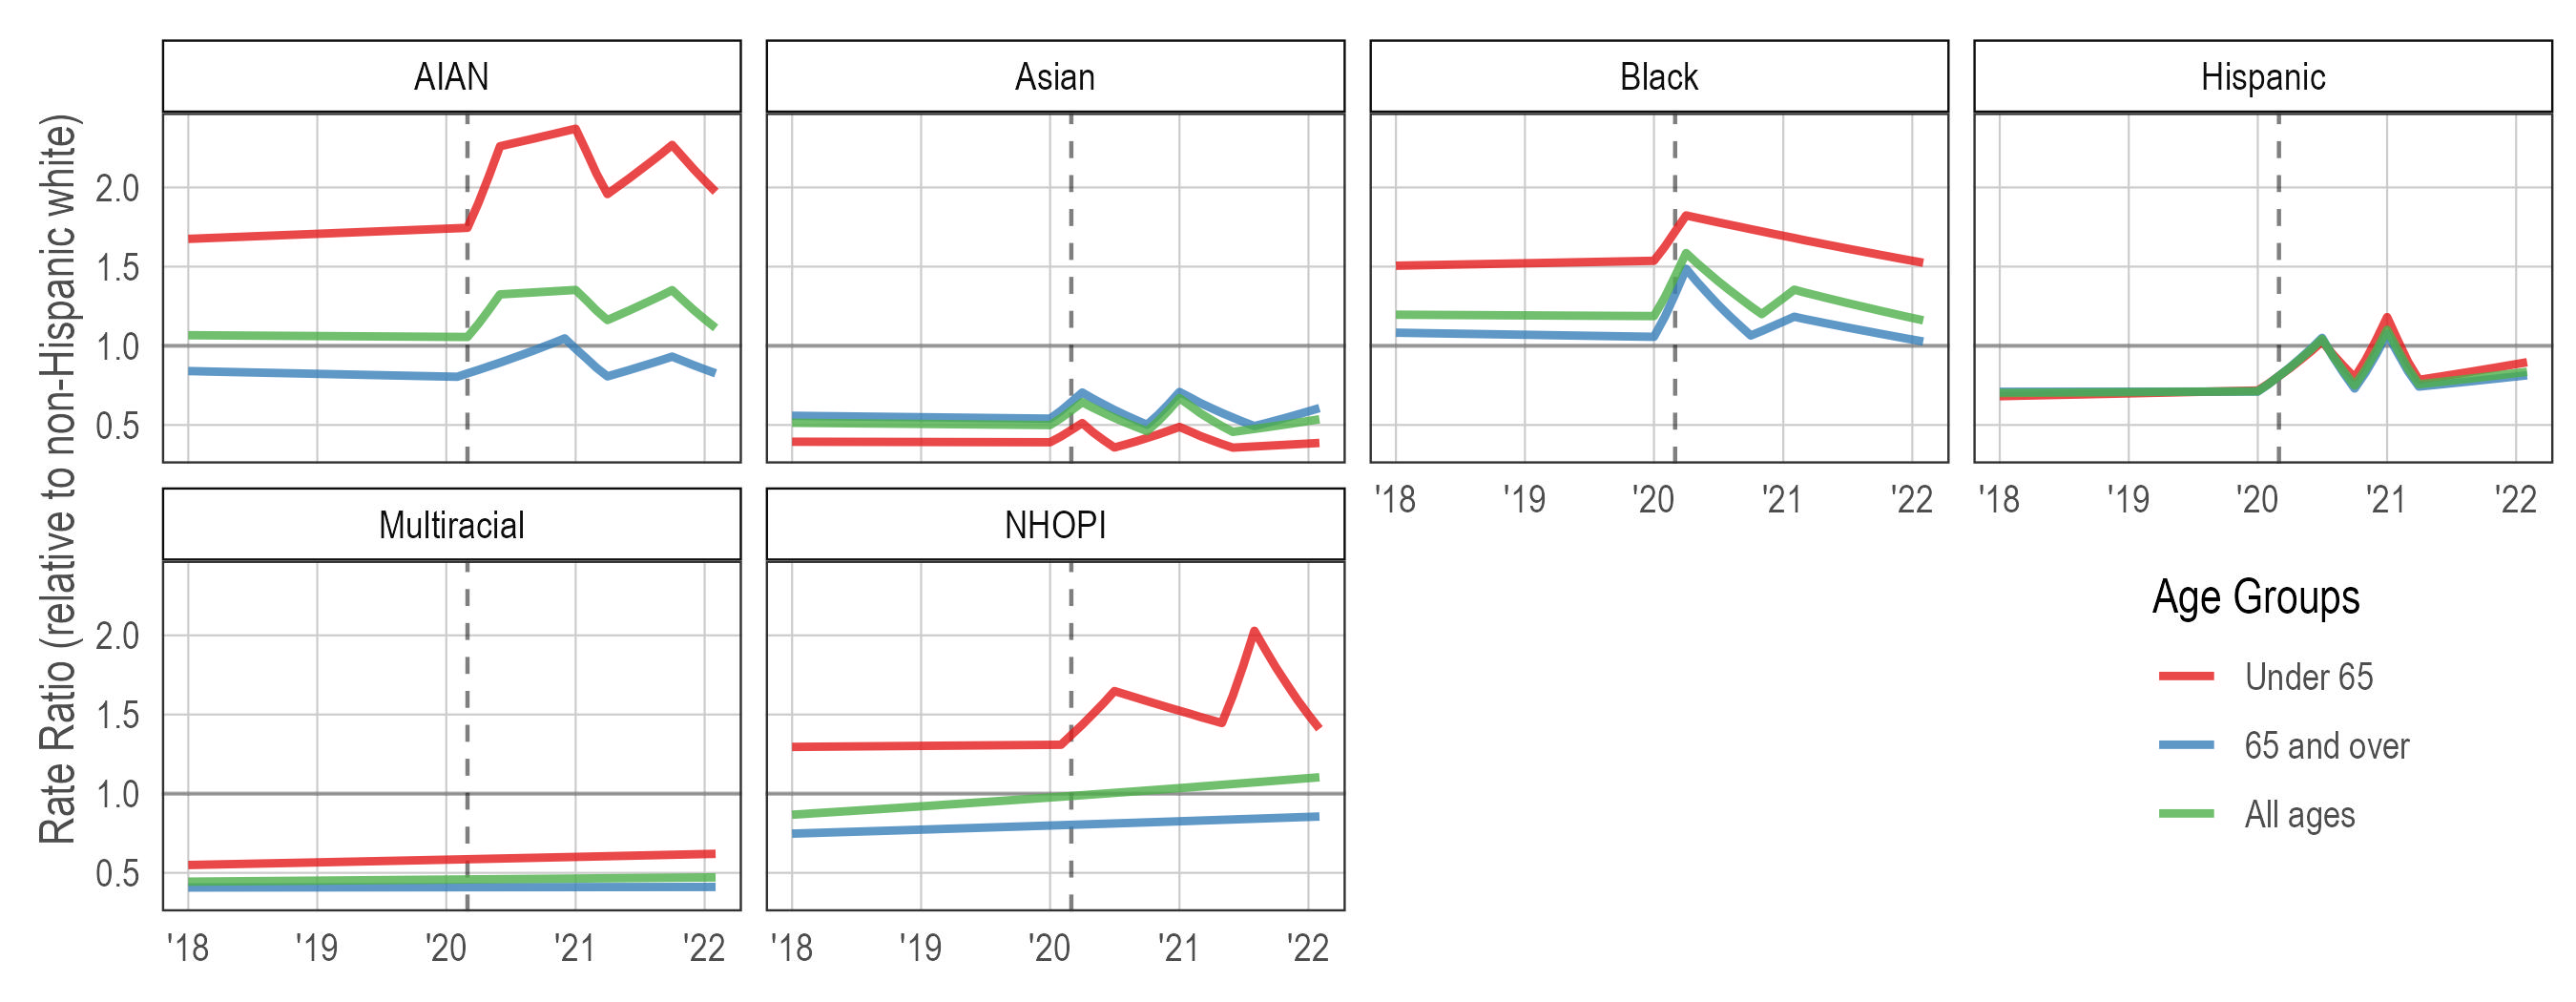 AIAN
Asian
Black
Hispanic
Rate Ratio (relative to non-Hispanic white)
2.0
1.5
1.0
0.5
'18 '19 '20 '21 '22
'18 '19 '20 '21 '22
Multiracial
NHOPI
2.0
1.5
1.0
0.5
'18 '19 '20 '21 '22
'18 '19 '20 '21 '22
Age Groups
Under 65
65 and over
All ages